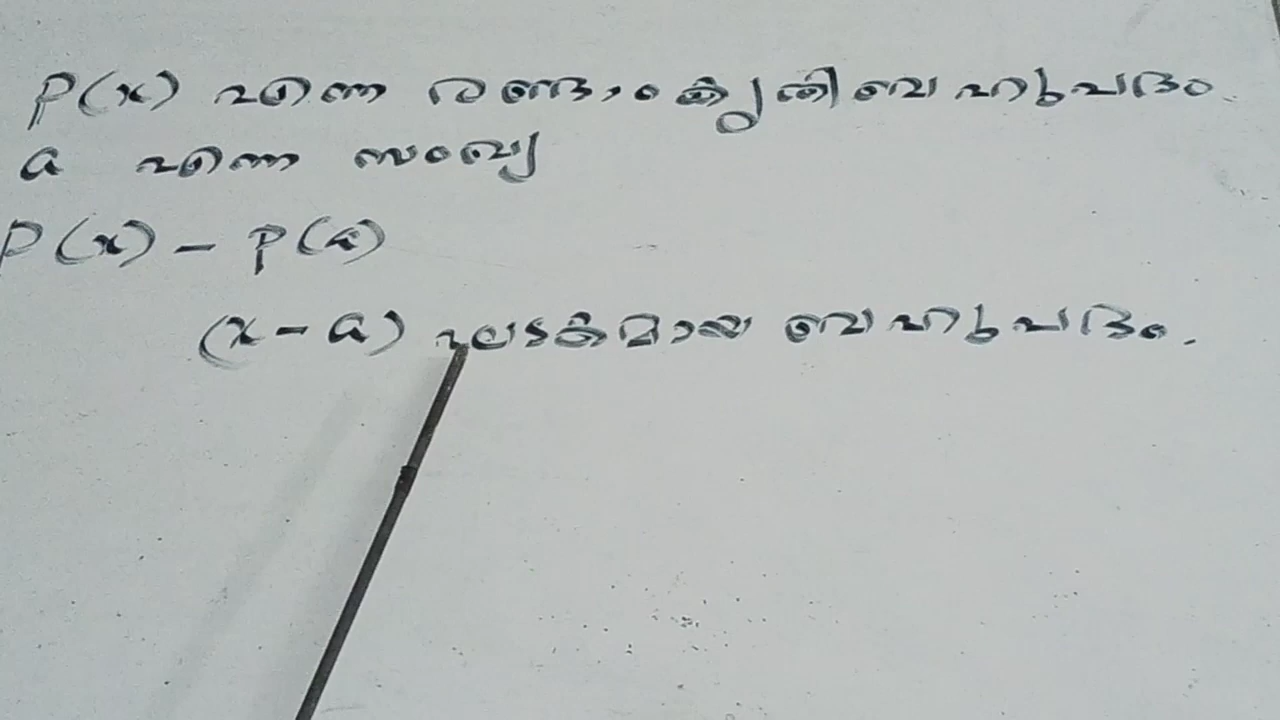 P(x) എന്ന രണ്ടാംകൃതി ബഹുപദം
a എന്ന സംഖ്യ
P(x) - P(a)
(x - a) ഘടകമായ ബഹുപദം.